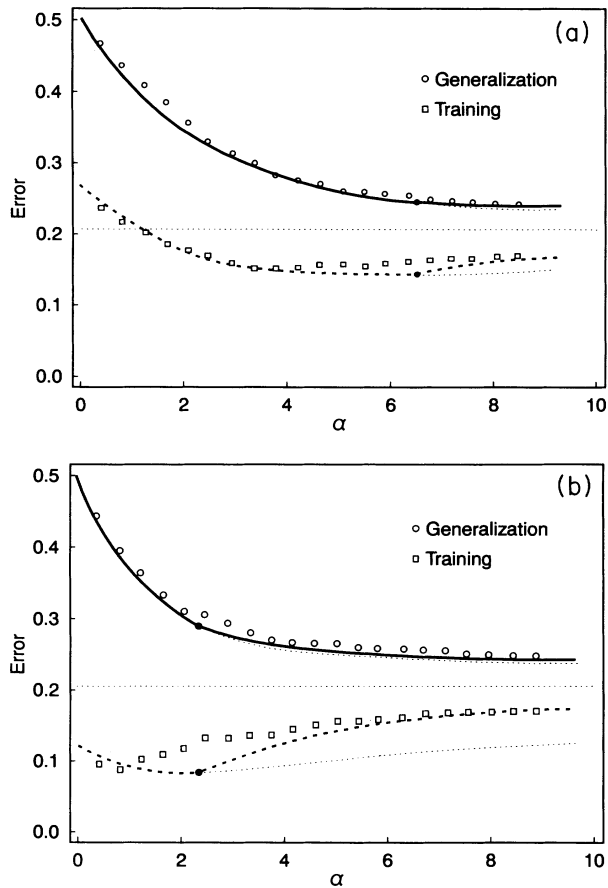 (a)
Generalization
Training
Error
0.5
0.4
0.3
0.2
0.1
0.0
0 2 4 6 8 10
α
(b)
Generalization
Training
Error
0.5
0.4
0.3
0.2
0.1
0.0
0 2 4 6 8 10
α